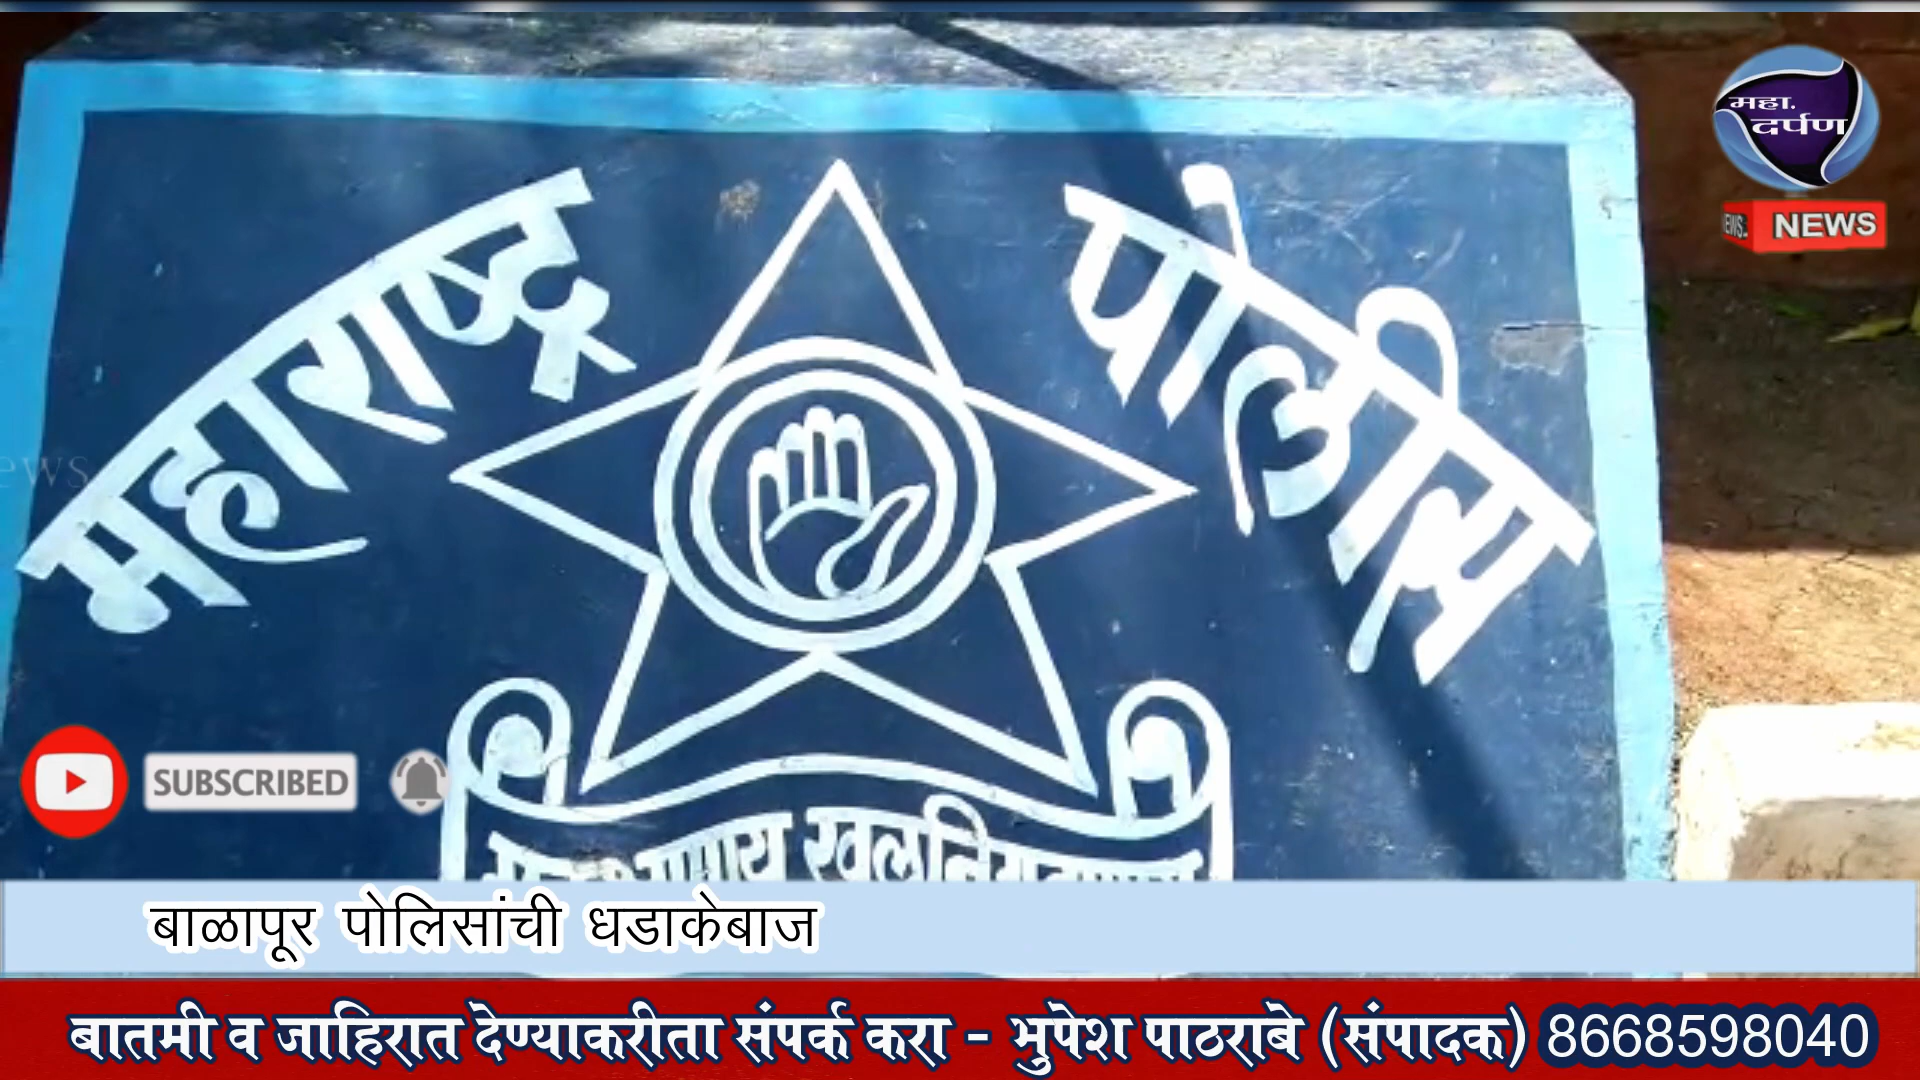 महा.
दर्पण
NEWS
महाराष्ट्र पोलीस
SUBSCRIBED
बाळापूर पोलिसांची धडाकेबाज
बातमी व जाहिरात देण्याकरीता संपर्क करा - भुपेश पाठराबे (संपादक) 8668598040